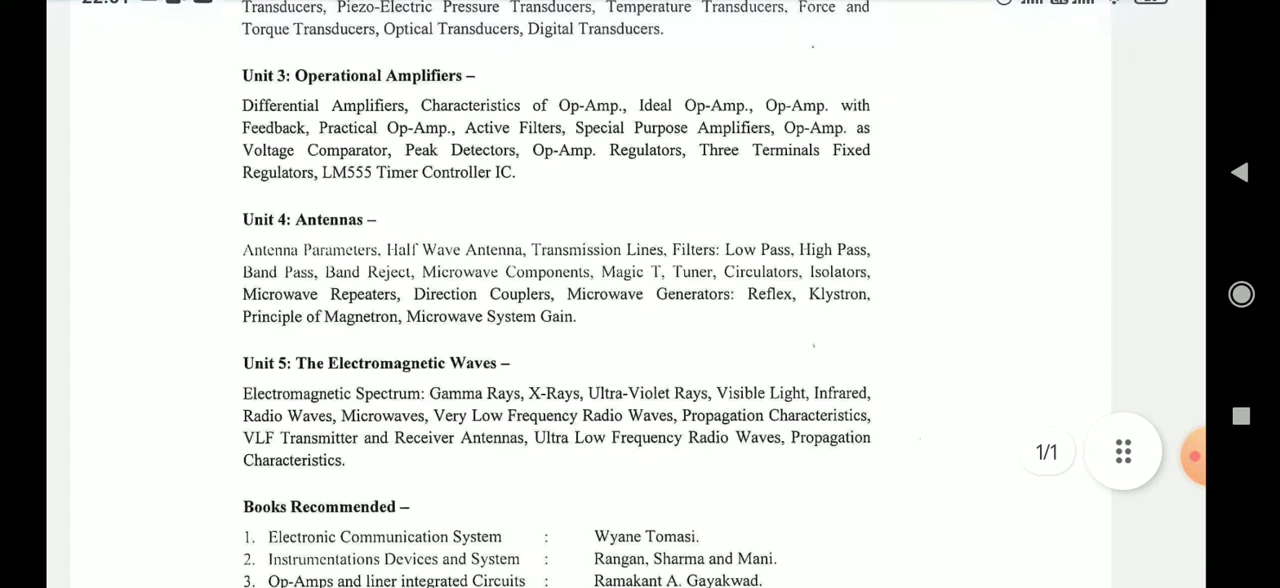 Transducers, Piezo-Electric Pressure Transducers, Temperature Transducers, Force and
Torque Transducers, Optical Transducers, Digital Transducers.
Unit 3: Operational Amplifiers –
Differential Amplifiers, Characteristics of Op-Amp., Ideal Op-Amp., Op-Amp. with
Feedback, Practical Op-Amp., Active Filters, Special Purpose Amplifiers, Op-Amp. as
Voltage Comparator, Peak Detectors, Op-Amp. Regulators, Three Terminals Fixed
Regulators, LM555 Timer Controller IC.
Unit 4: Antennas –
Antenna Parameters, Half Wave Antenna, Transmission Lines, Filters: Low Pass, High Pass,
Band Pass, Band Reject, Microwave Components, Magic T, Tuner, Circulators, Isolators,
Microwave Repeaters, Direction Couplers, Microwave Generators: Reflex, Klystron,
Principle of Magnetron, Microwave System Gain.
Unit 5: The Electromagnetic Waves –
Electromagnetic Spectrum: Gamma Rays, X-Rays, Ultra-Violet Rays, Visible Light, Infrared,
Radio Waves, Microwaves, Very Low Frequency Radio Waves, Propagation Characteristics,
VLF Transmitter and Receiver Antennas, Ultra Low Frequency Radio Waves, Propagation
Characteristics.
1/1
Books Recommended –
1. Electronic Communication System : Wyane Tomasi.
2. Instrumentations Devices and System : Rangan, Sharma and Mani.
3. Op-Amps and liner integrated Circuits : Ramakant A. Gayakwad.